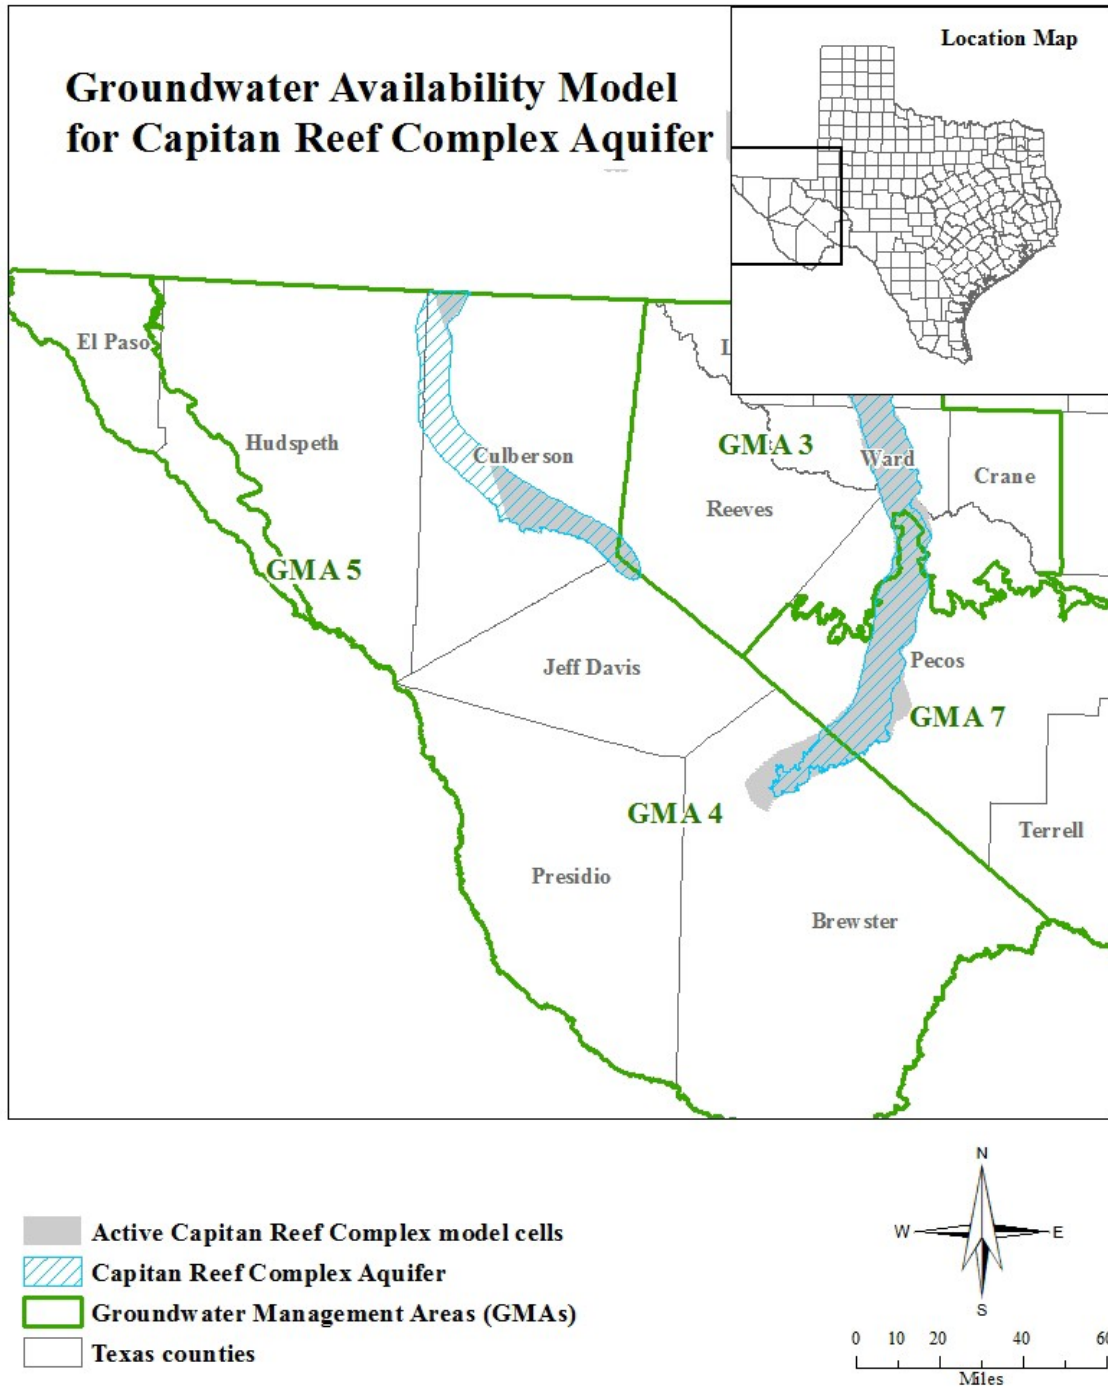 Location Map
Groundwater Availability Model
for Capitan Reef Complex Aquifer
El Paso
Hudspeth
Culberson
GMA 3
Ward
Crane
Reeves
GMA 5
Jeff Davis
Pecos
GMA 7
GMA 4
Terrell
Presidio
Brewster
N
W
E
S
Active Capitan Reef Complex model cells
Capitan Reef Complex Aquifer
Groundwater Management Areas (GMAs)
Texas counties
0 10 20 40
Miles